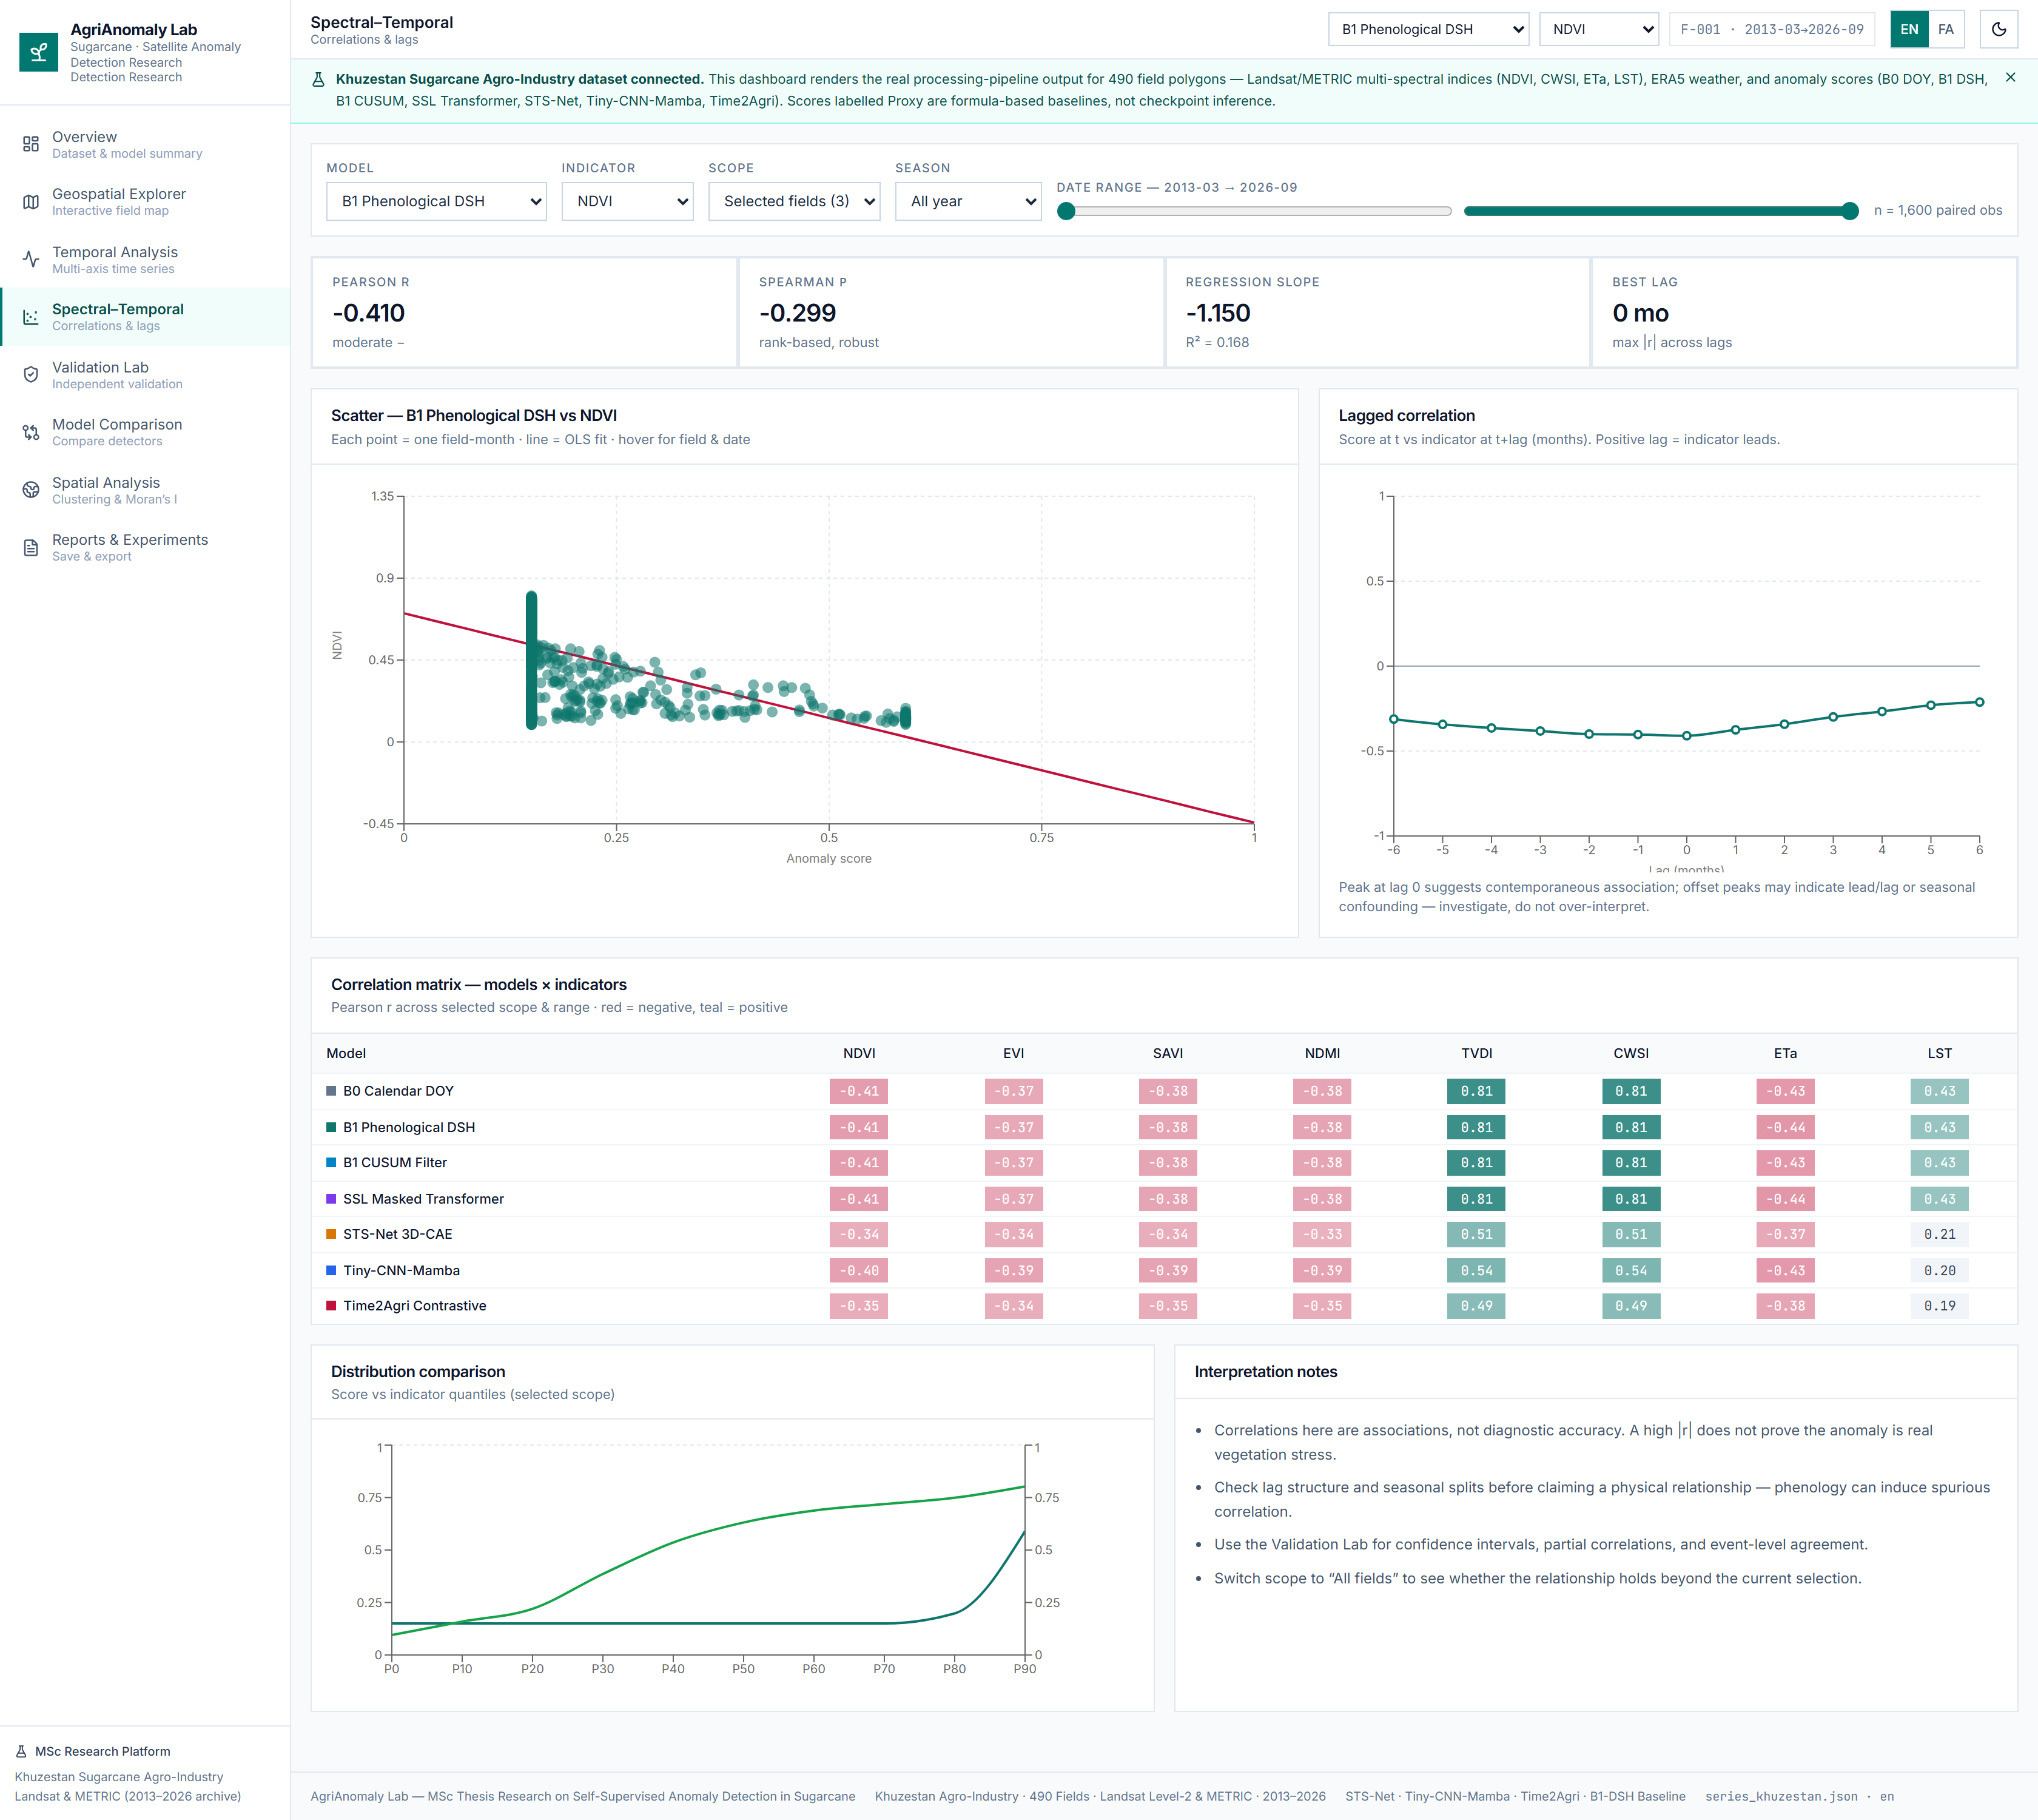 AgriAnomaly Lab
Sugarcane · Satellite Anomaly
Detection Research
Detection Research
Overview
Dataset & model summary
Geospatial Explorer
Interactive field map
Temporal Analysis
Multi-axis time series
Spectral–Temporal
Correlations & lags
Validation Lab
Independent validation
Model Comparison
Compare detectors
Spatial Analysis
Clustering & Moran’s I
Reports & Experiments
Save & export
MSc Research Platform
Khuzestan Sugarcane Agro-Industry
Landsat & METRIC (2013–2026 archive)
Spectral–Temporal
Correlations & lags
B1 Phenological DSH NDVI F-001 · 2013-03→2026-09 EN FA
Khuzestan Sugarcane Agro-Industry dataset connected. This dashboard renders the real processing-pipeline output for 490 field polygons — Landsat/METRIC multi-spectral indices (NDVI, CWSI, ETa, LST), ERA5 weather, and anomaly scores (B0 DOY, B1 DSH,
B1 CUSUM, SSL Transformer, STS-Net, Tiny-CNN-Mamba, Time2Agri). Scores labelled Proxy are formula-based baselines, not checkpoint inference.
MODEL INDICATOR SCOPE SEASON
B1 Phenological DSH NDVI Selected fields (3) All year
DATE RANGE — 2013-03 → 2026-09
n = 1,600 paired obs
PEARSON R
-0.410
moderate −
SPEARMAN Ρ
-0.299
rank-based, robust
REGRESSION SLOPE
-1.150
R² = 0.168
BEST LAG
0 mo
max |r| across lags
Scatter — B1 Phenological DSH vs NDVI
Each point = one field-month · line = OLS fit · hover for field & date
1.35
0.9
0.45
0
-0.45
NDVI
0 0.25 0.5 0.75 1
Anomaly score
Lagged correlation
Score at t vs indicator at t+lag (months). Positive lag = indicator leads.
1
0.5
0
-0.5
-1
-6 -5 -4 -3 -2 -1 0 1 2 3 4 5 6
Lag (months)
Peak at lag 0 suggests contemporaneous association; offset peaks may indicate lead/lag or seasonal
confounding — investigate, do not over-interpret.
Correlation matrix — models × indicators
Pearson r across selected scope & range · red = negative, teal = positive
Model NDVI EVI SAVI NDMI TVDI CWSI ETa LST
B0 Calendar DOY -0.41 -0.37 -0.38 -0.38 0.81 0.81 -0.43 0.43
B1 Phenological DSH -0.41 -0.37 -0.38 -0.38 0.81 0.81 -0.44 0.43
B1 CUSUM Filter -0.41 -0.37 -0.38 -0.38 0.81 0.81 -0.43 0.43
SSL Masked Transformer -0.41 -0.37 -0.38 -0.38 0.81 0.81 -0.44 0.43
STS-Net 3D-CAE -0.34 -0.34 -0.34 -0.33 0.51 0.51 -0.37 0.21
Tiny-CNN-Mamba -0.40 -0.39 -0.39 -0.39 0.54 0.54 -0.43 0.20
Time2Agri Contrastive -0.35 -0.34 -0.35 -0.35 0.49 0.49 -0.38 0.19
Distribution comparison
Score vs indicator quantiles (selected scope)
1 1
0.75 0.75
0.5 0.5
0.25 0.25
0 0
P0 P10 P20 P30 P40 P50 P60 P70 P80 P90
Interpretation notes
• Correlations here are associations, not diagnostic accuracy. A high |r| does not prove the anomaly is real
vegetation stress.
• Check lag structure and seasonal splits before claiming a physical relationship — phenology can induce spurious
correlation.
• Use the Validation Lab for confidence intervals, partial correlations, and event-level agreement.
• Switch scope to “All fields” to see whether the relationship holds beyond the current selection.
AgriAnomaly Lab — MSc Thesis Research on Self-Supervised Anomaly Detection in Sugarcane Khuzestan Agro-Industry · 490 Fields · Landsat Level-2 & METRIC · 2013–2026 STS-Net · Tiny-CNN-Mamba · Time2Agri · B1-DSH Baseline series_khuzestan.json · en